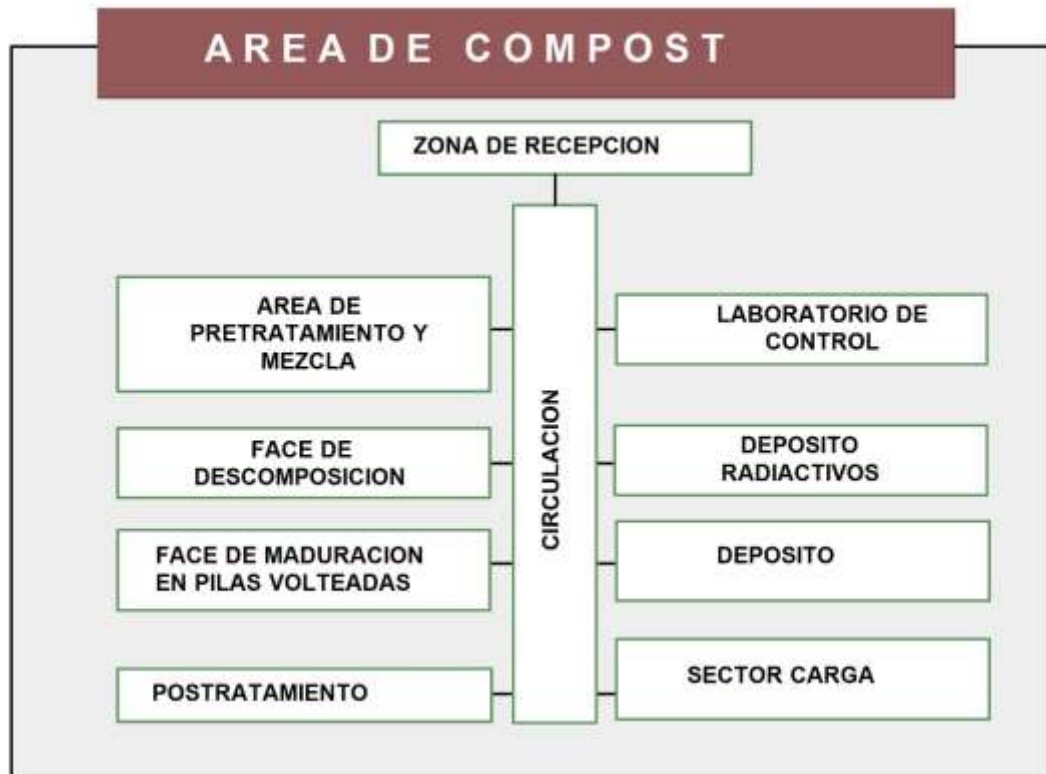 AREA DE COMPOST
ZONA DE RECEPCION
AREA DE
PRETRATAMIENTO Y
MEZCLA
LABORATORIO DE
CONTROL
CIRCULACION
FACE DE
DESCOMPOSICION
DEPOSITO
RADIACTIVOS
FACE DE MADURACION
EN PILAS VOLTEADAS
DEPOSITO
POSTRATAMIENTO
SECTOR CARGA